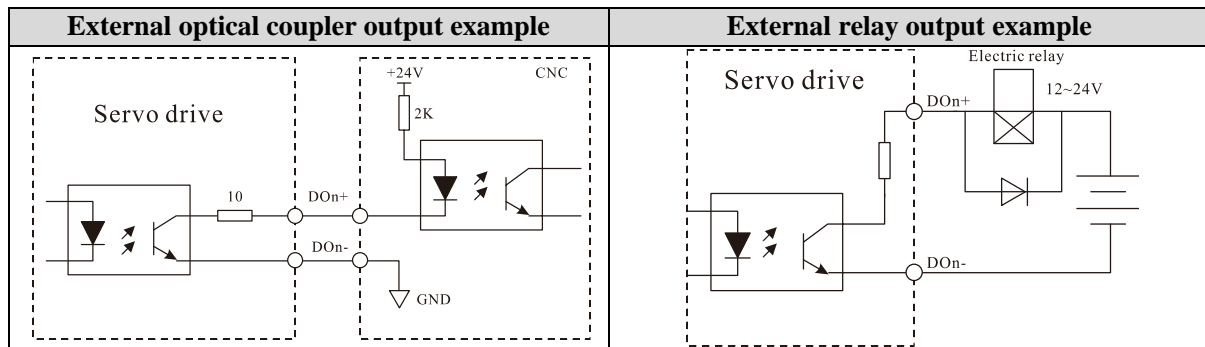 External optical coupler output example
+24V
CNC
2K
Servo drive
10
DOn+
DOn-
GND
External relay output example
Electric relay
Servo drive
12~24V
DOn+
DOn-